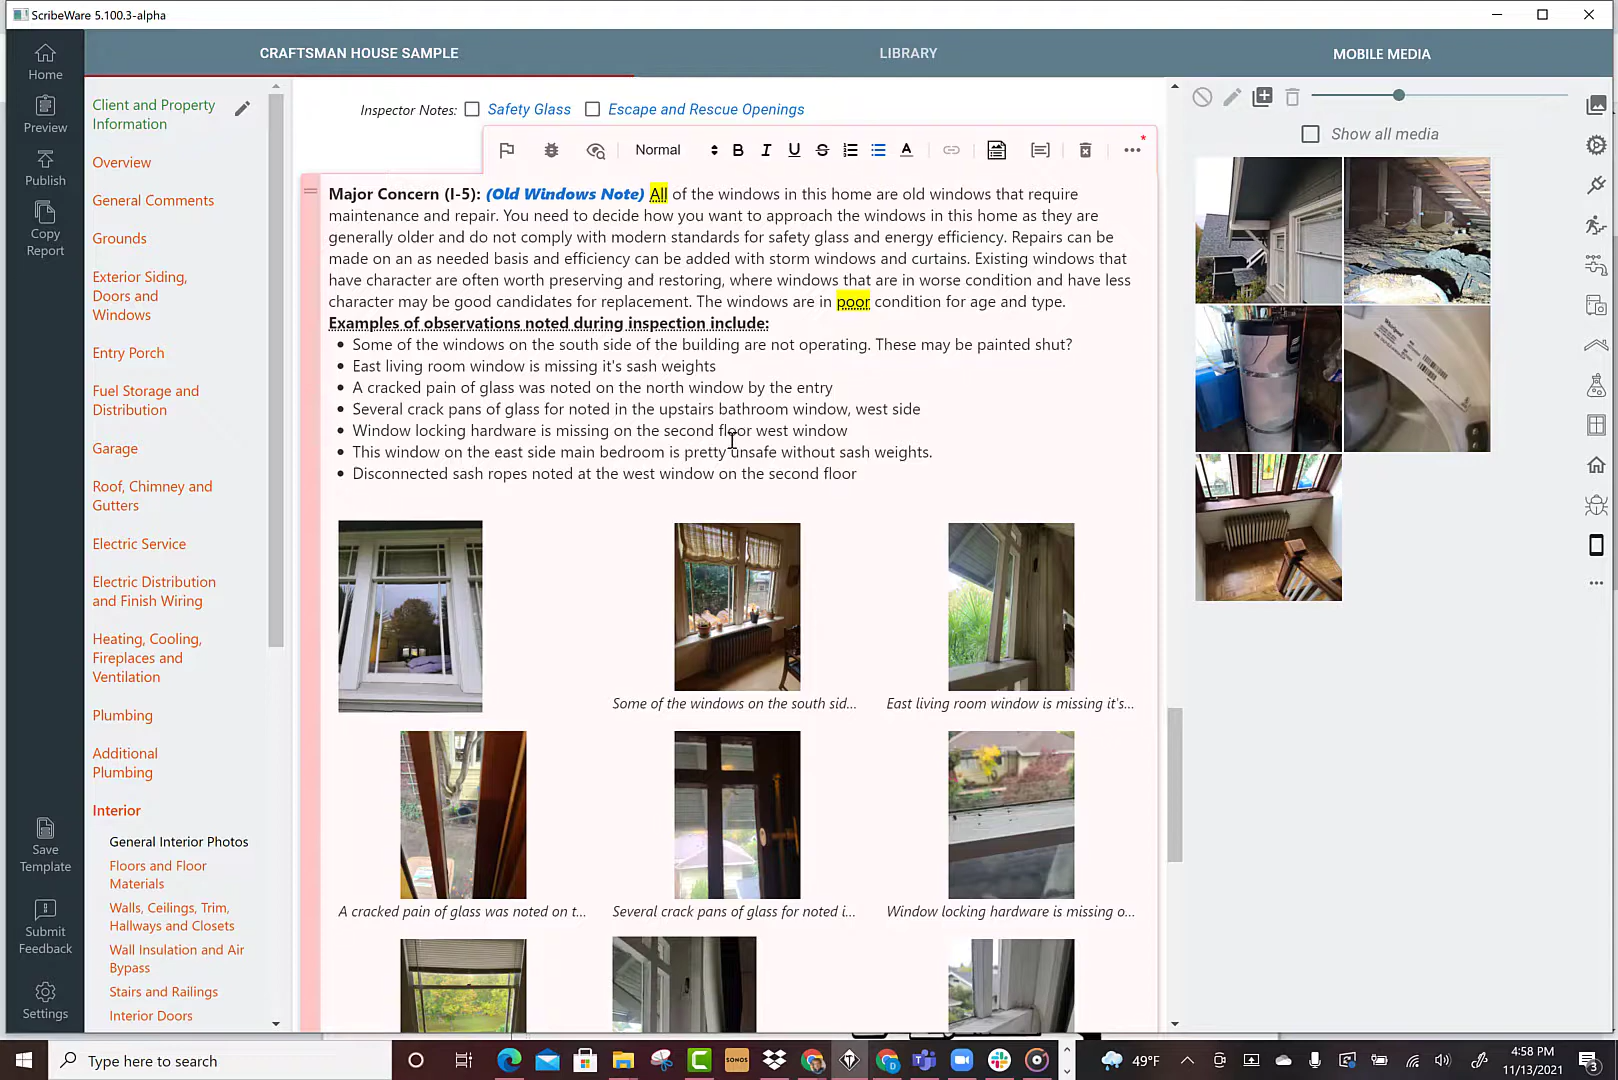 ScribeWare 5.100.3-alpha
CRAFTSMAN HOUSE SAMPLE
LIBRARY
MOBILE MEDIA
Home
Preview
Publish
Copy
Report
Save
Template
Submit
Feedback
Settings
Client and Property
Information
Overview
General Comments
Grounds
Exterior Siding,
Doors and
Windows
Entry Porch
Fuel Storage and
Distribution
Garage
Roof, Chimney and
Gutters
Electric Service
Electric Distribution
and Finish Wiring
Heating, Cooling,
Fireplaces and
Ventilation
Plumbing
Additional
Plumbing
Interior
General Interior Photos
Floors and Floor
Materials
Walls, Ceilings, Trim,
Hallways and Closets
Wall Insulation and Air
Bypass
Stairs and Railings
Interior Doors
Inspector Notes: Safety Glass Escape and Rescue Openings
Normal B I U S A
Major Concern (I-5): (Old Windows Note) All of the windows in this home are old windows that require
maintenance and repair. You need to decide how you want to approach the windows in this home as they are
generally older and do not comply with modern standards for safety glass and energy efficiency. Repairs can be
made on an as needed basis and efficiency can be added with storm windows and curtains. Existing windows that
have character are often worth preserving and restoring, where windows that are in worse condition and have less
character may be good candidates for replacement. The windows are in poor condition for age and type.
Examples of observations noted during inspection include:
• Some of the windows on the south side of the building are not operating. These may be painted shut?
• East living room window is missing it's sash weights
• A cracked pain of glass was noted on the north window by the entry
• Several crack pans of glass for noted in the upstairs bathroom window, west side
• Window locking hardware is missing on the second floor west window
• This window on the east side main bedroom is pretty unsafe without sash weights.
• Disconnected sash ropes noted at the west window on the second floor
Some of the windows on the south sid...
East living room window is missing it's...
A cracked pain of glass was noted on t...
Several crack pans of glass for noted i...
Window locking hardware is missing o...
Show all media
Whirlpool
Type here to search
SONOS
49°F
4:58 PM
11/13/2021
3